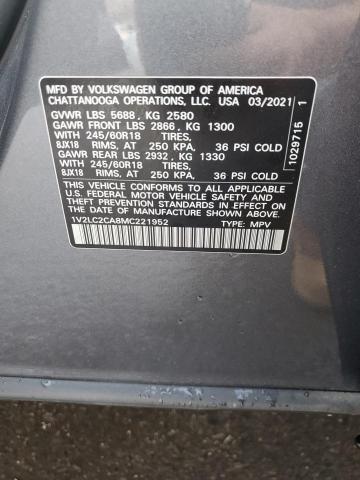 MFD. BY VOLKSWAGEN GROUP OF AMERICA
CHATTANOOGA OPERATIONS, LLC. USA 03/2021
GVWR LBS 5688 , KG 2580
GAWR FRONT LBS 2866, KG 1300
WITH 245/60R18 TIRES,
8JX18 RIMS, AT 250 KPA, 36 PSI COLD
GAWR REAR LBS 2932, KG 1330
WITH 245/60R18 TIRES,
8JX18 RIMS, AT 250 KPA, 36 PSI COLD
THIS VEHICLE CONFORMS TO ALL APPLICABLE
U.S. FEDERAL MOTOR VEHICLE SAFETY AND
THEFT PREVENTION STANDARDS IN EFFECT
ON THE DATE OF MANUFACTURE SHOWN ABOVE.
1V2LC2CA8MC221952 TYPE: MPV
1029715 1